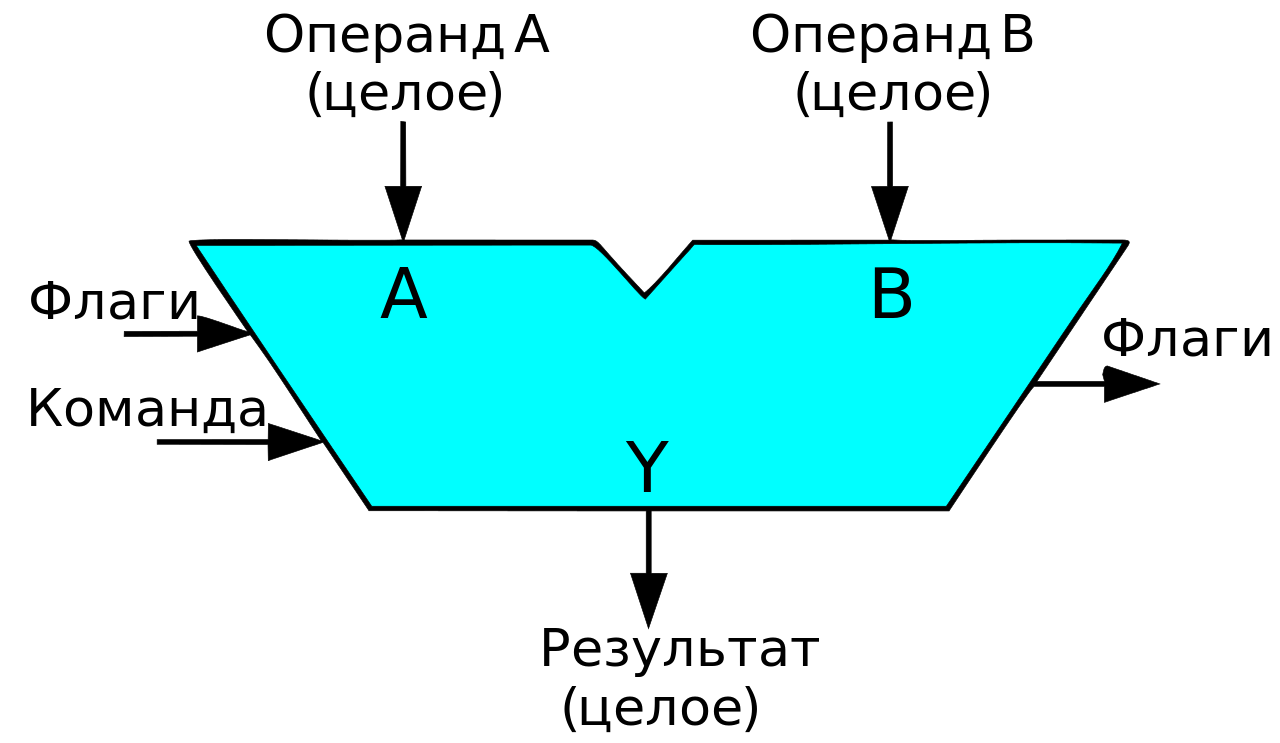 Операнд А
(целое)
Операнд В
(целое)
А
В
Флаги
Флаги
Команда
Y
Результат
(целое)